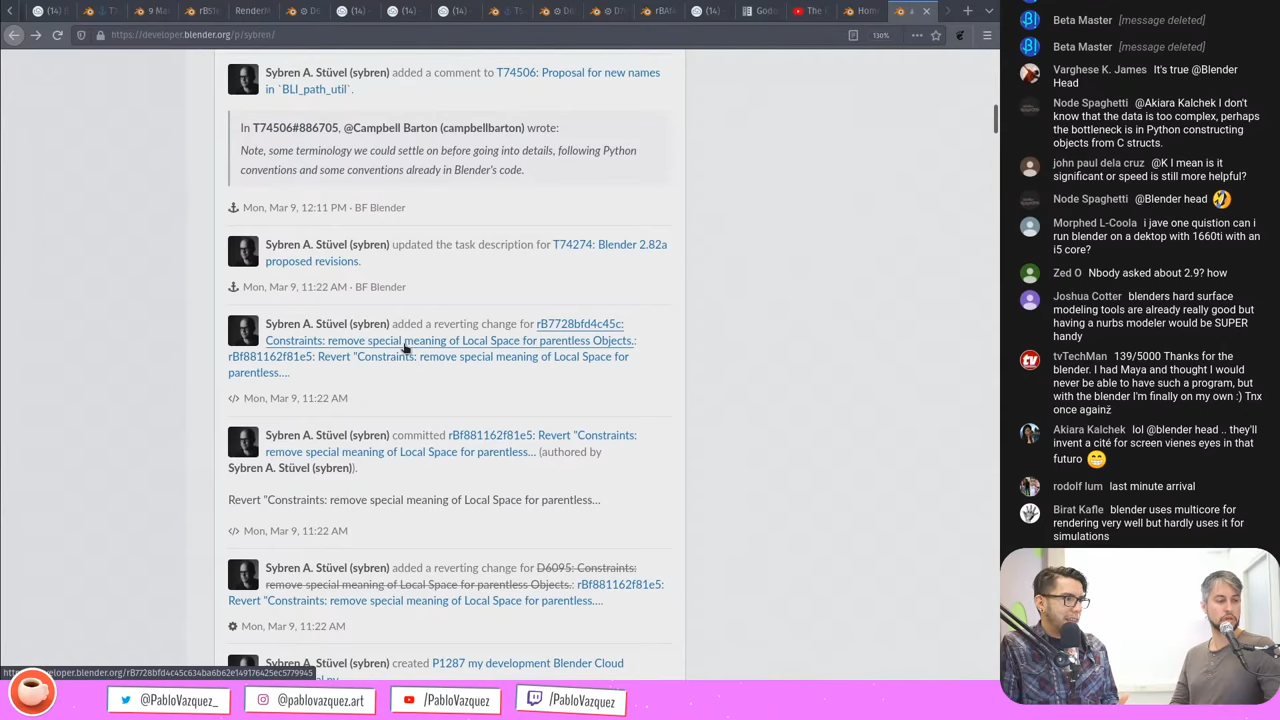 https://developer.blender.org/p/sybren/
130%
Sybren A. Stüvel (sybren) added a comment to T74506: Proposal for new names
in `BLI_path_util`.
In T74506#886705, @Campbell Barton (campbellbarton) wrote:
Note, some terminology we could settle on before going into details, following Python
conventions and some conventions already in Blender's code.
Mon, Mar 9, 12:11 PM · BF Blender
Sybren A. Stüvel (sybren) updated the task description for T74274: Blender 2.82a
proposed revisions.
Mon, Mar 9, 11:22 AM · BF Blender
Sybren A. Stüvel (sybren) added a reverting change for rB7728bfd4c45c:
Constraints: remove special meaning of Local Space for parentless Objects.:
rBf881162f81e5: Revert "Constraints: remove special meaning of Local Space for
parentless....
Mon, Mar 9, 11:22 AM
Sybren A. Stüvel (sybren) committed rBf881162f81e5: Revert "Constraints:
remove special meaning of Local Space for parentless... (authored by
Sybren A. Stüvel (sybren)).
Revert "Constraints: remove special meaning of Local Space for parentless...
Mon, Mar 9, 11:22 AM
Sybren A. Stüvel (sybren) added a reverting change for D6095: Constraints:
remove special meaning of Local Space for parentless Objects.: rBf881162f81e5:
Revert "Constraints: remove special meaning of Local Space for parentless....
Mon, Mar 9, 11:22 AM
Sybren A. Stüvel (sybren) created P1287 my development Blender Cloud
Beta Master [message deleted]
Beta Master [message deleted]
Varghese K. James It's true @Blender
Head
Node Spaghetti @Akiara Kalchek I don't
know that the data is too complex, perhaps
the bottleneck is in Python constructing
objects from C structs.
john paul dela cruz @K I mean is it
significant or speed is still more helpful?
Node Spaghetti @Blender head 🤣
Morphed L-Coola i jave one quistion can i
run blender on a dektop with 1660ti with an
i5 core?
Zed O Nbody asked about 2.9? how
Joshua Cotter blenders hard surface
modeling tools are already really good but
having a nurbs modeler would be SUPER
handy
tvTechMan 139/5000 Thanks for the
blender. I had Maya and thought I would
never be able to have such a program, but
with the blender I'm finally on my own :) Tnx
once againž
Akiara Kalchek lol @blender head .. they'll
invent a cité for screen vienes eyes in that
futuro 😁
rodolf lum last minute arrival
Birat Kafle blender uses multicore for
rendering very well but hardly uses it for
simulations
@PabloVazquez_
@pablovazquez.art
/PabloVazquez
/PabloVazquez